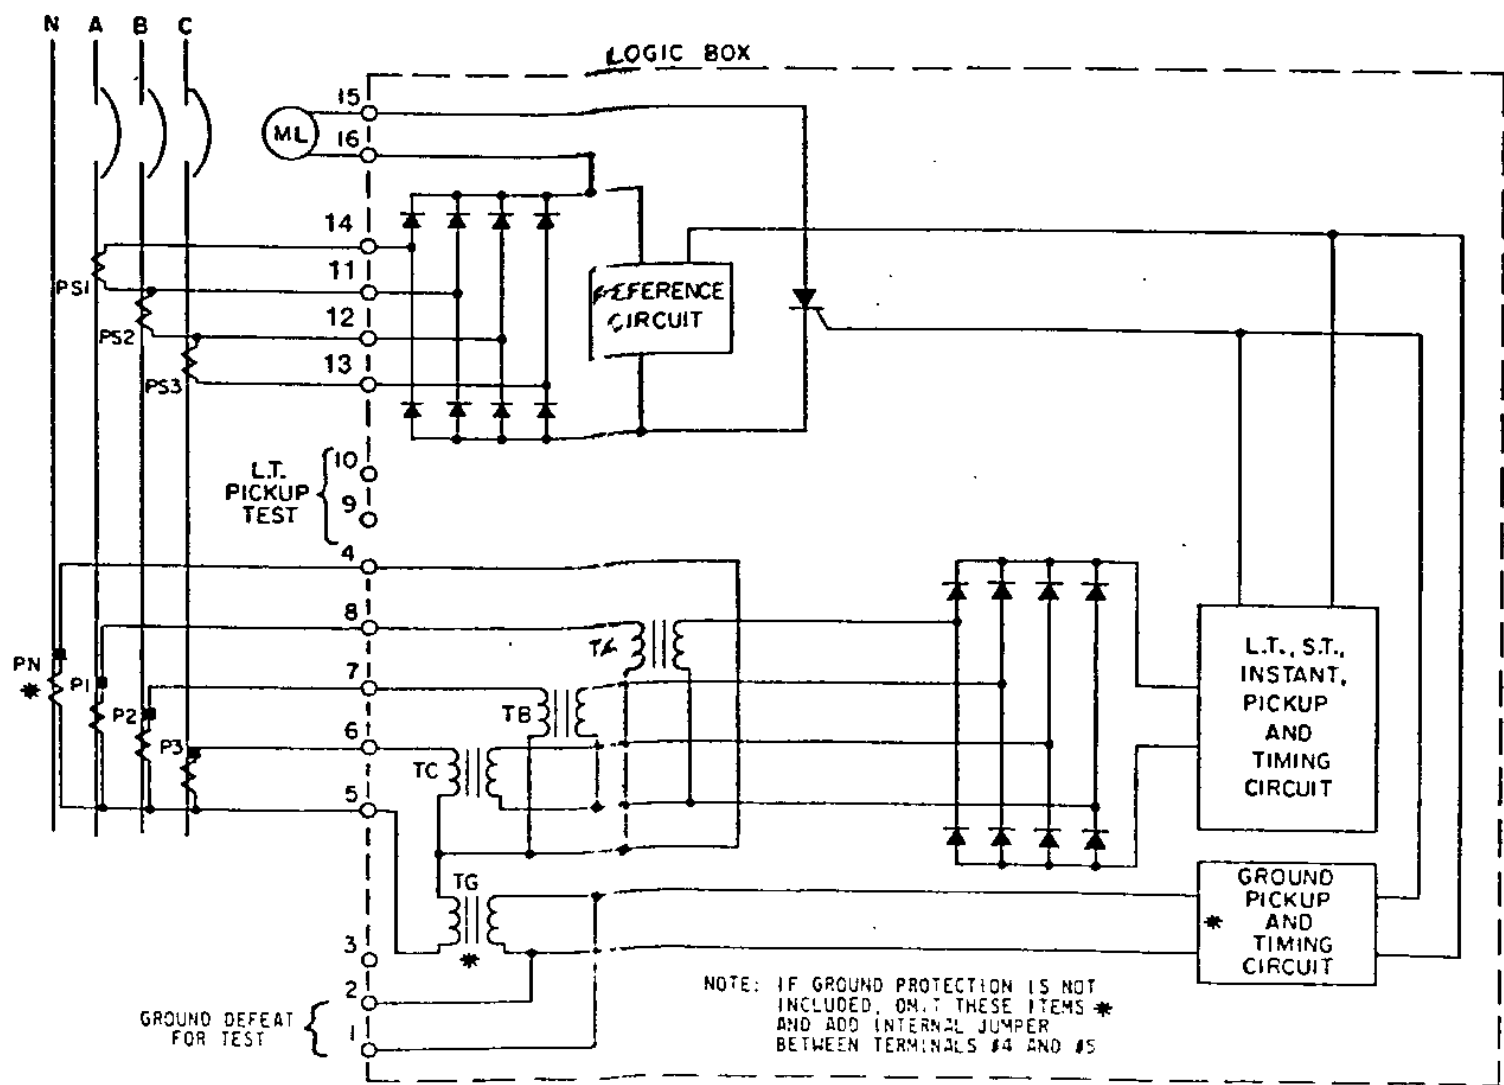 N A B C
LOGIC BOX
15
ML
16
14
11
PS1
REFERENCE
CIRCUIT
12
PS2
13
PS3
10
L.T.
PICKUP
TEST
9
4
8
TA
L.T., S.T.,
INSTANT,
PICKUP
AND
TIMING
CIRCUIT
PN
*
P1
7
P2
TB
6
P3
TC
5
TG
*
GROUND
PICKUP
* AND
TIMING
CIRCUIT
3
2
GROUND DEFEAT
FOR TEST
1
NOTE: IF GROUND PROTECTION IS NOT
INCLUDED, OMIT THESE ITEMS *
AND ADD INTERNAL JUMPER
BETWEEN TERMINALS #4 AND #5